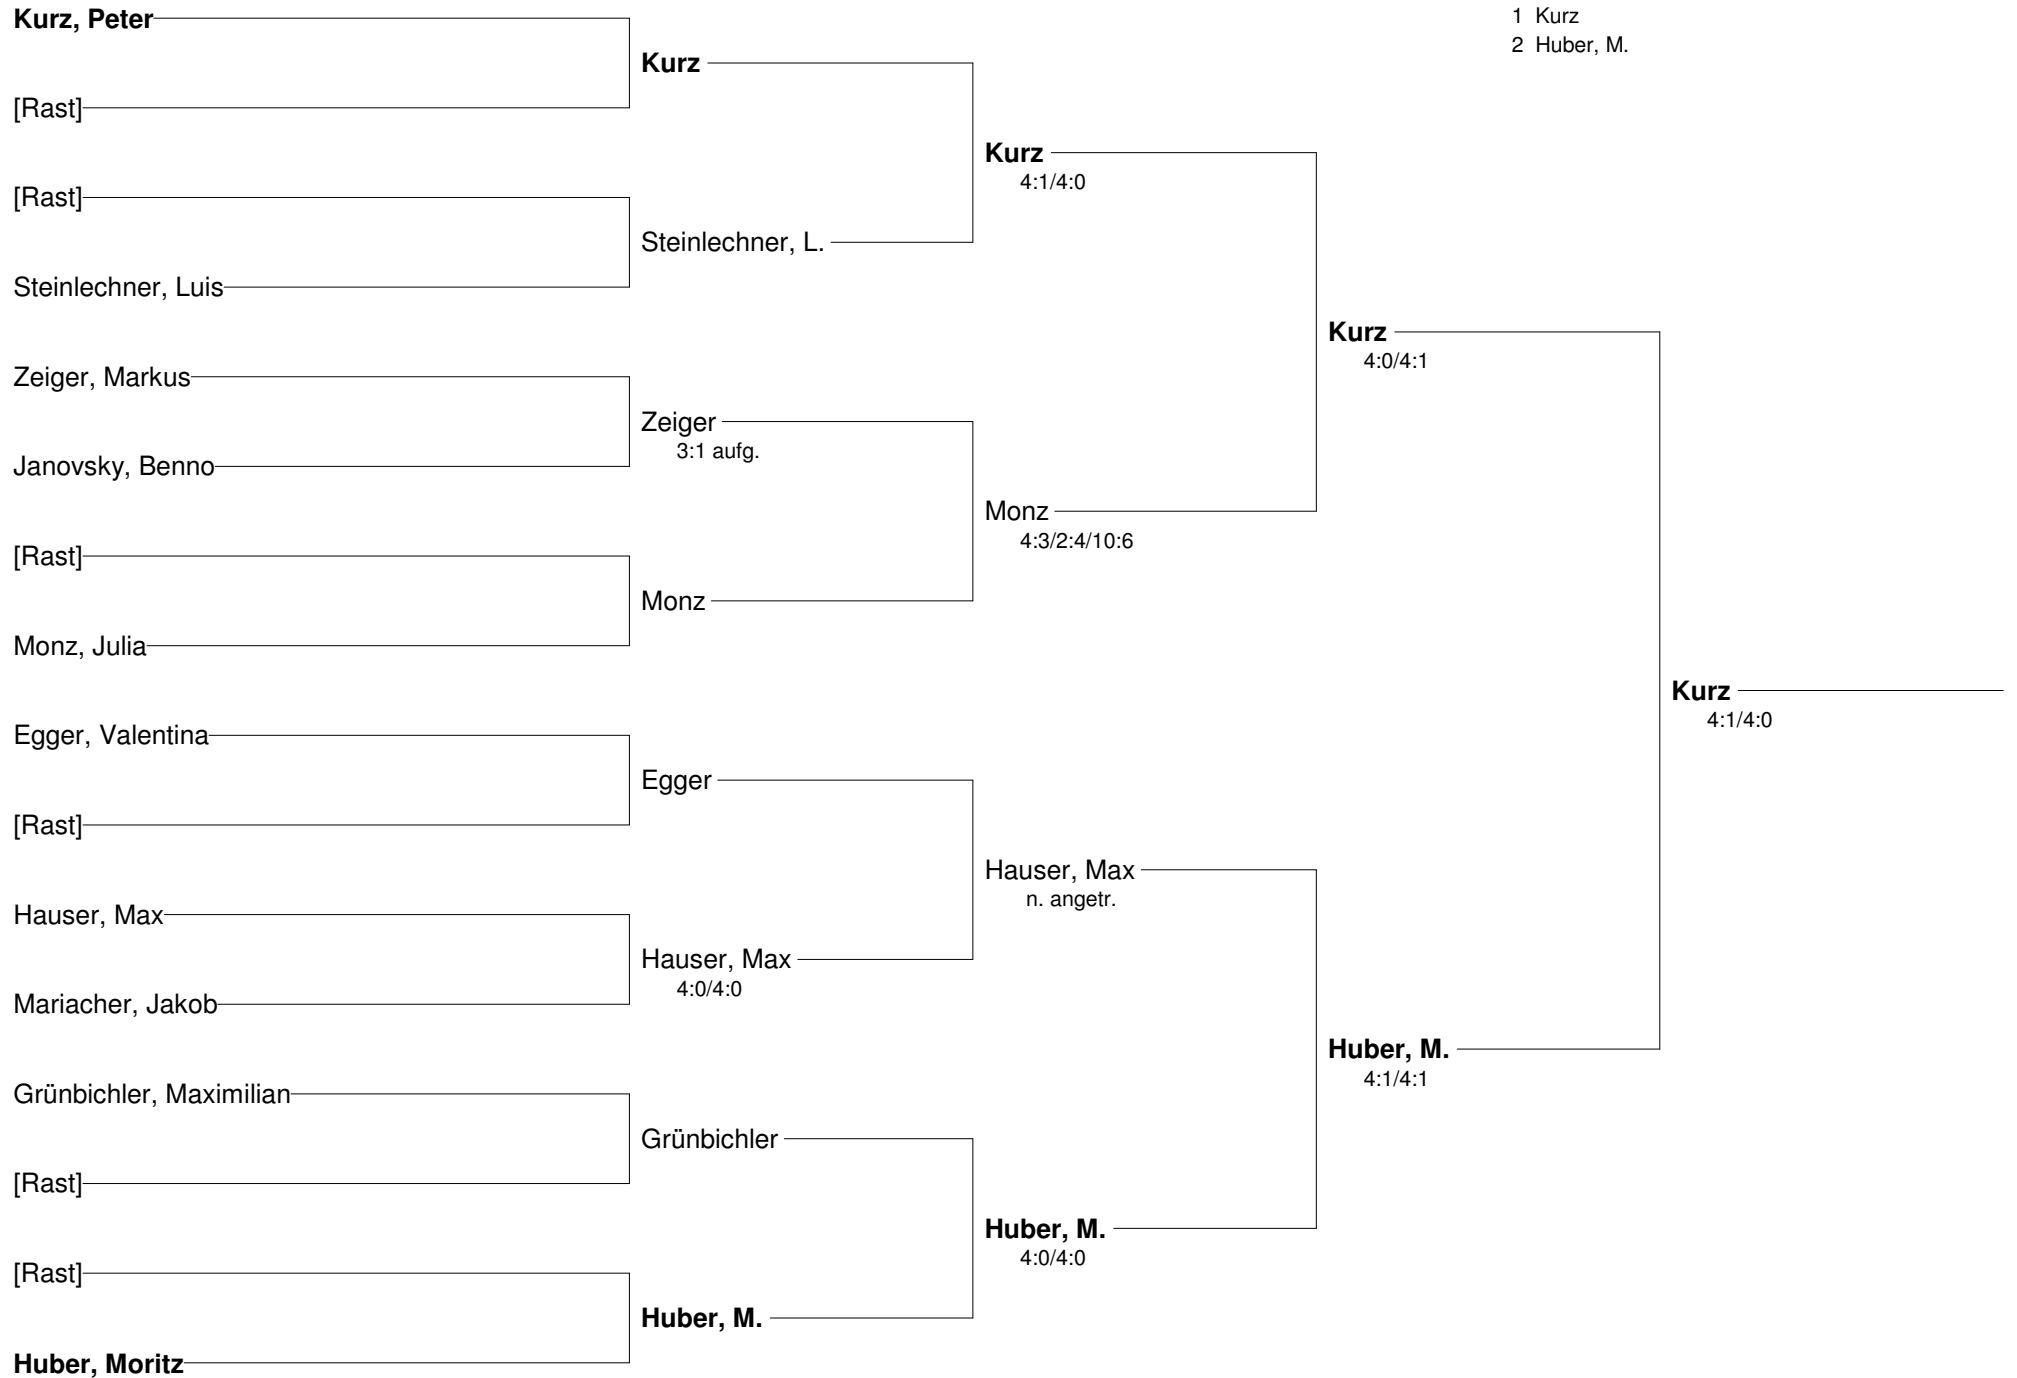 Kurz, Peter
[Rast]
[Rast]
Steinlechner, Luis
Zeiger, Markus
Janovsky, Benno
[Rast]
Monz, Julia
Egger, Valentina
[Rast]
Hauser, Max
Mariacher, Jakob
Grünbichler, Maximilian
[Rast]
[Rast]
Huber, Moritz
Kurz
Steinlechner, L.
Zeiger
3:1 aufg.
Monz
Egger
Hauser, Max
4:0/4:0
Grünbichler
Huber, M.
Kurz
4:1/4:0
Monz
4:3/2:4/10:6
Hauser, Max
n. angetr.
Huber, M.
4:0/4:0
Kurz
4:0/4:1
Huber, M.
4:1/4:1
Kurz
4:1/4:0
1 Kurz
2 Huber, M.